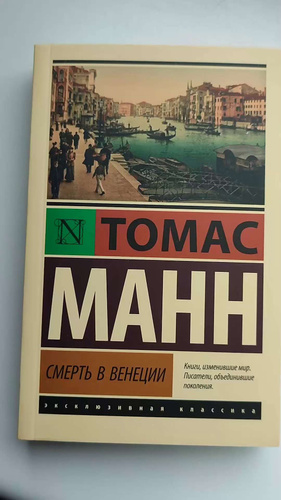 N ТОМАС
МАНН
СМЕРТЬ В ВЕНЕЦИИ
Книги, изменившие мир.
Писатели, объединившие
поколения.
эксклюзивная классика